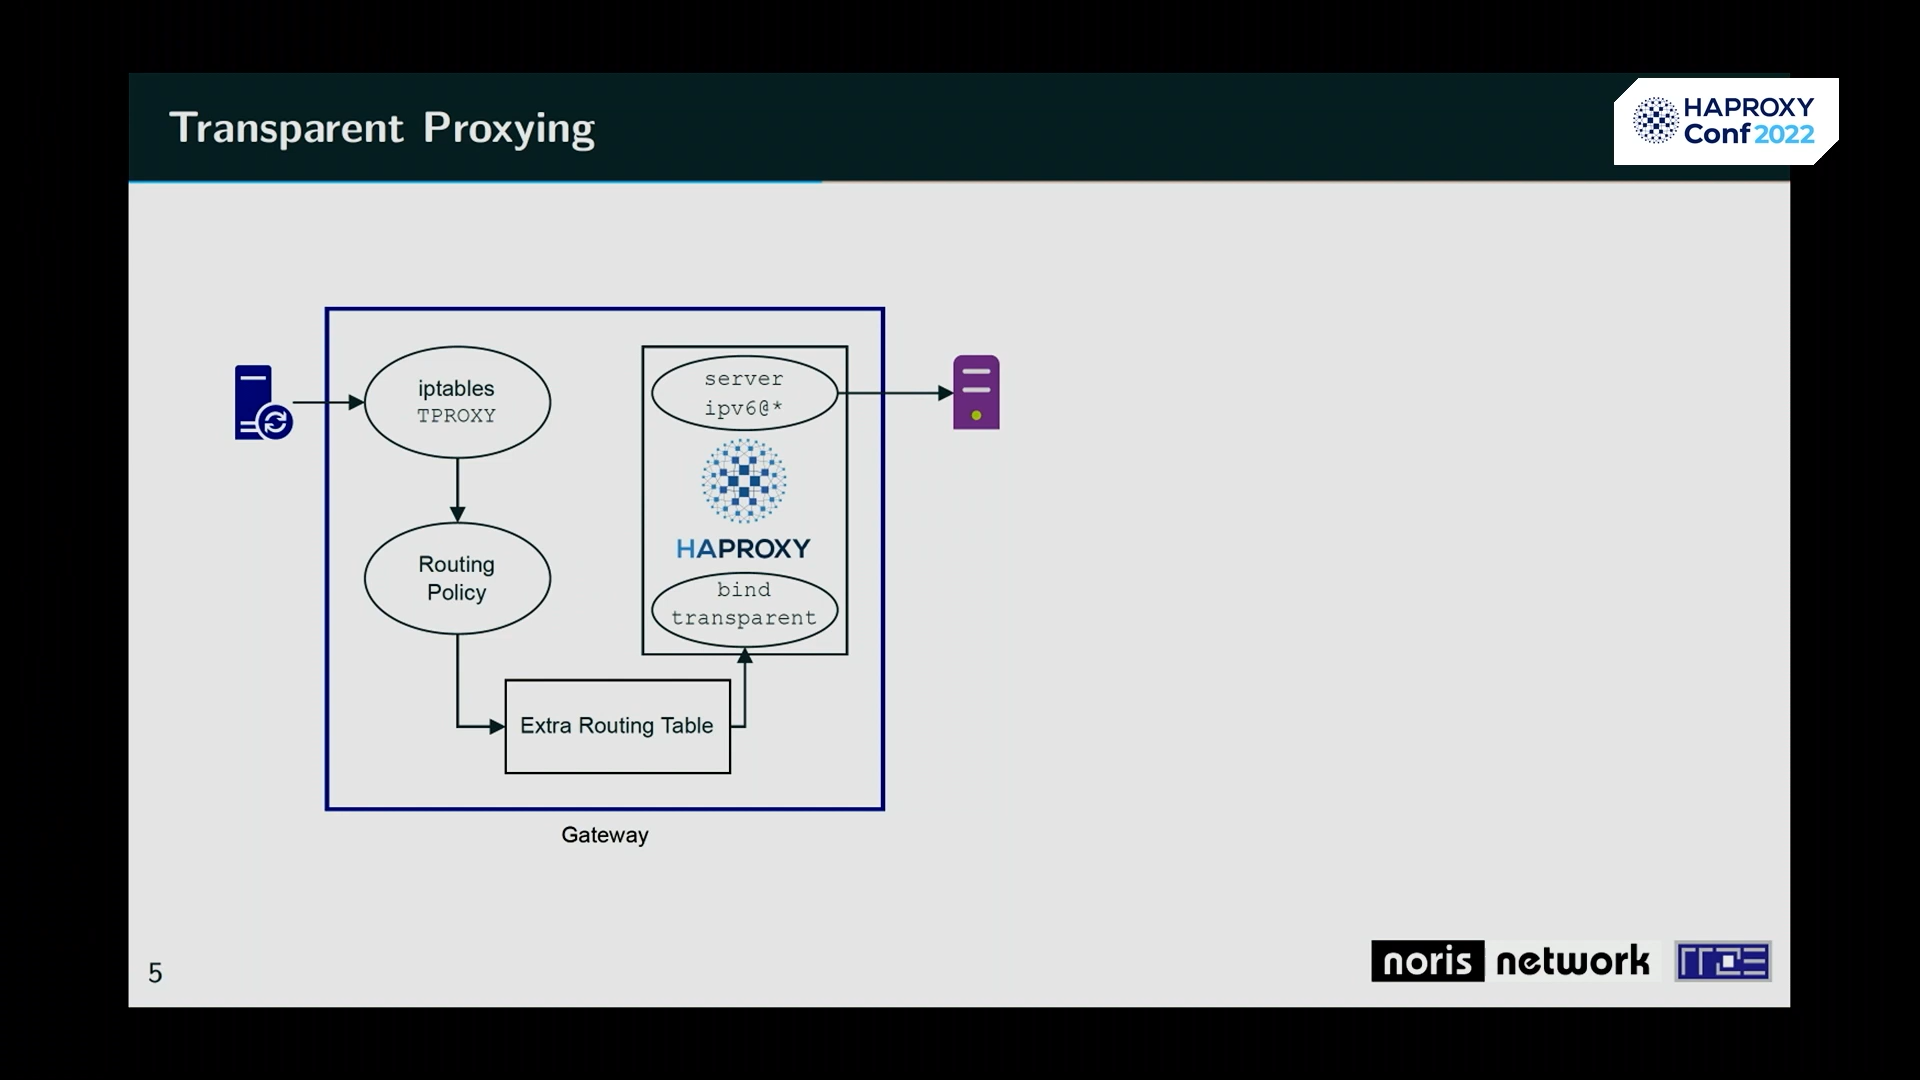 Transparent Proxying
HAPROXY
Conf 2022
iptables
TPROXY
Routing
Policy
Extra Routing Table
server
ipv6@*
HAPROXY
bind
transparent
Gateway
5
noris network